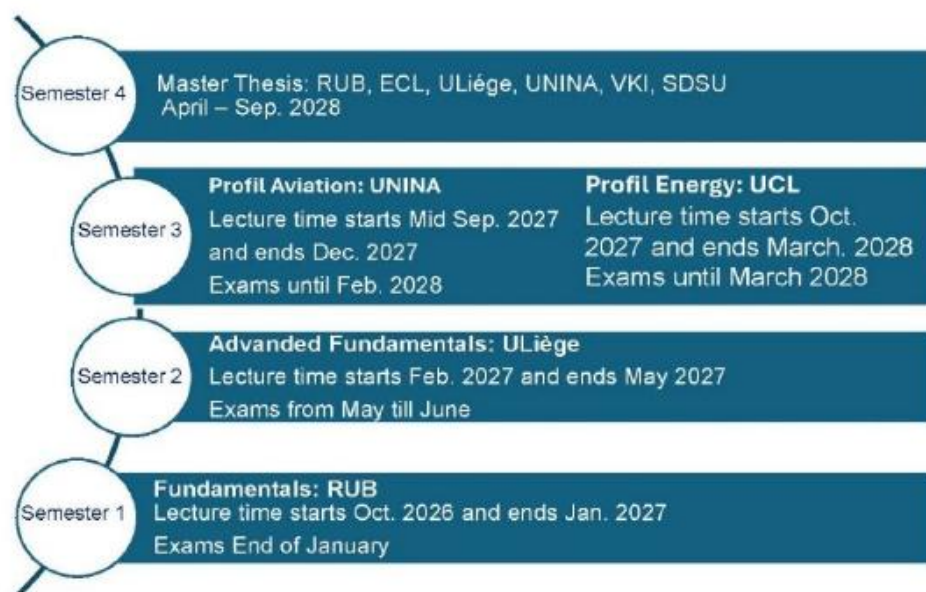 Semester 4
Master Thesis: RUB, ECL, ULiége, UNINA, VKI, SDSU
April – Sep. 2028
Semester 3
Profil Aviation: UNINA
Lecture time starts Mid Sep. 2027
and ends Dec. 2027
Exams until Feb. 2028
Profil Energy: UCL
Lecture time starts Oct.
2027 and ends March. 2028
Exams until March 2028
Semester 2
Advanded Fundamentals: ULiège
Lecture time starts Feb. 2027 and ends May 2027
Exams from May till June
Semester 1
Fundamentals: RUB
Lecture time starts Oct. 2026 and ends Jan. 2027
Exams End of January